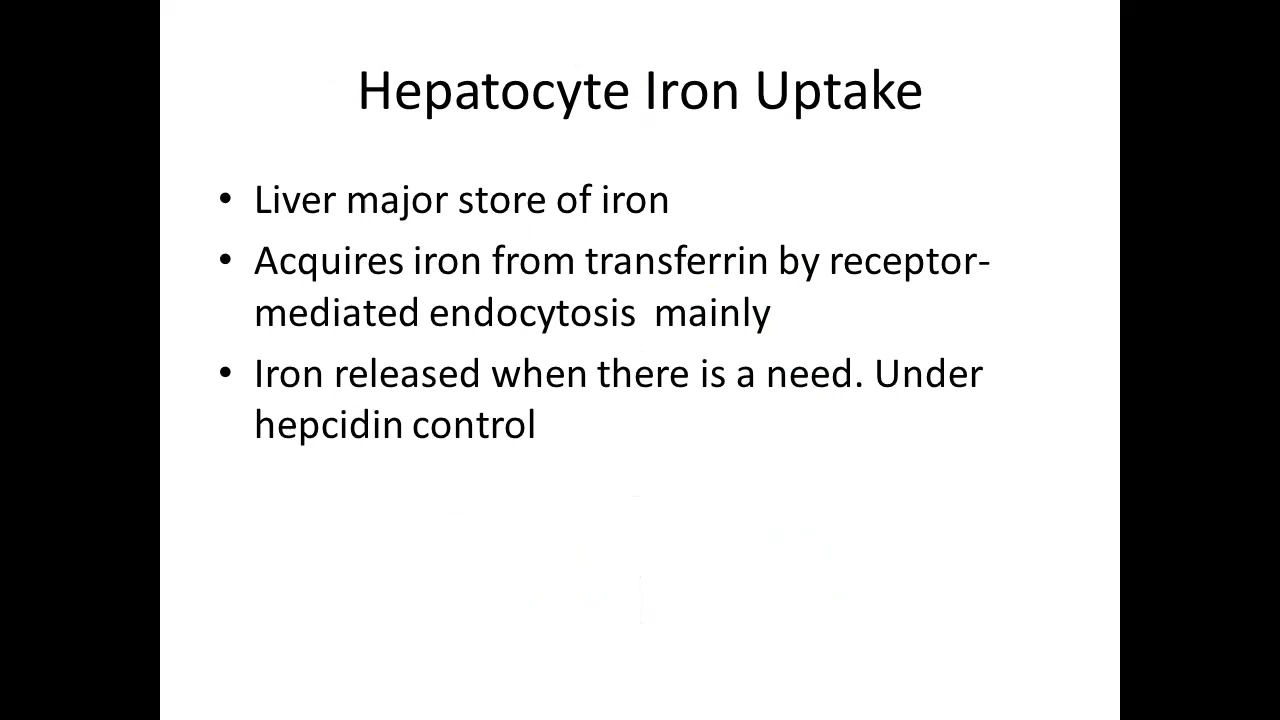 Hepatocyte Iron Uptake
• Liver major store of iron
• Acquires iron from transferrin by receptor-
mediated endocytosis  mainly
• Iron released when there is a need. Under
hepcidin control